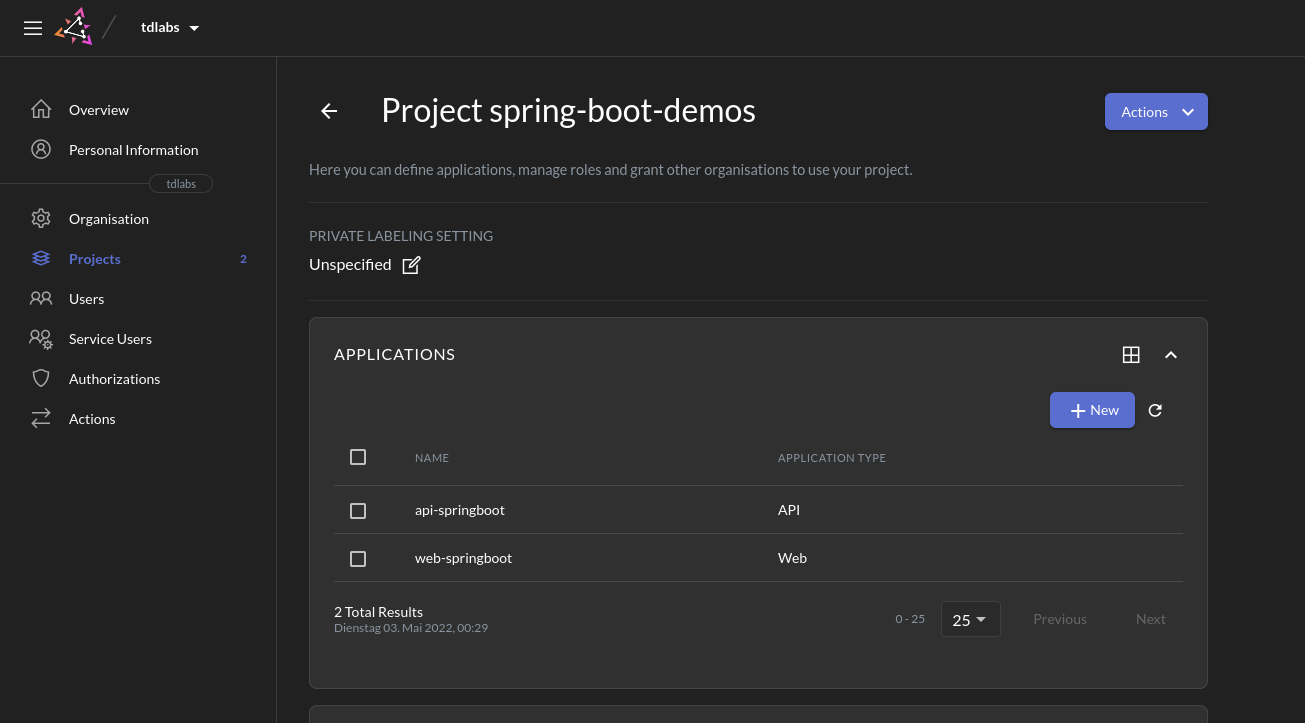 tdlabs
Overview
Personal Information
tdlabs
Organisation
Projects 2
Users
Service Users
Authorizations
Actions
Project spring-boot-demos
Actions
Here you can define applications, manage roles and grant other organisations to use your project.
PRIVATE LABELING SETTING
Unspecified
APPLICATIONS
New
NAME APPLICATION TYPE
api-springboot API
web-springboot Web
2 Total Results
Dienstag 03. Mai 2022, 00:29
0 - 25 25 Previous Next